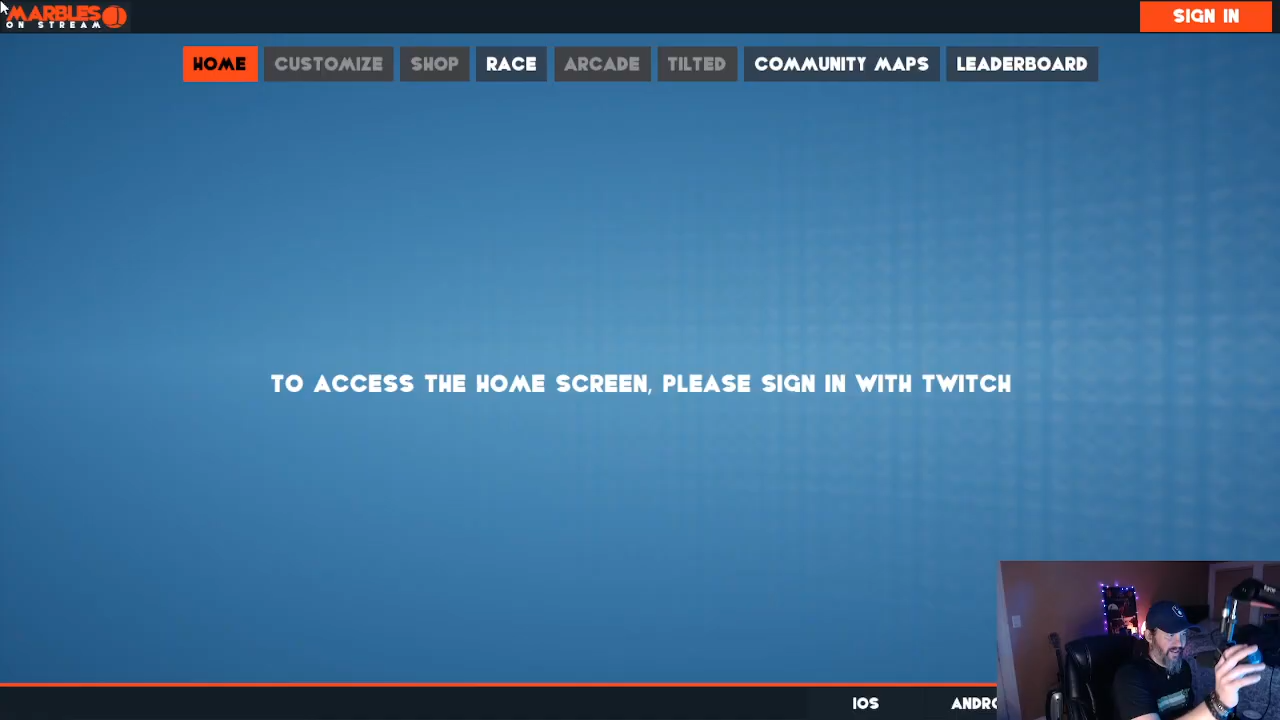 MARBLES
ON STREAM
SIGN IN
HOME CUSTOMIZE SHOP RACE ARCADE TILTED COMMUNITY MAPS LEADERBOARD
TO ACCESS THE HOME SCREEN, PLEASE SIGN IN WITH TWITCH
IOS ANDRO